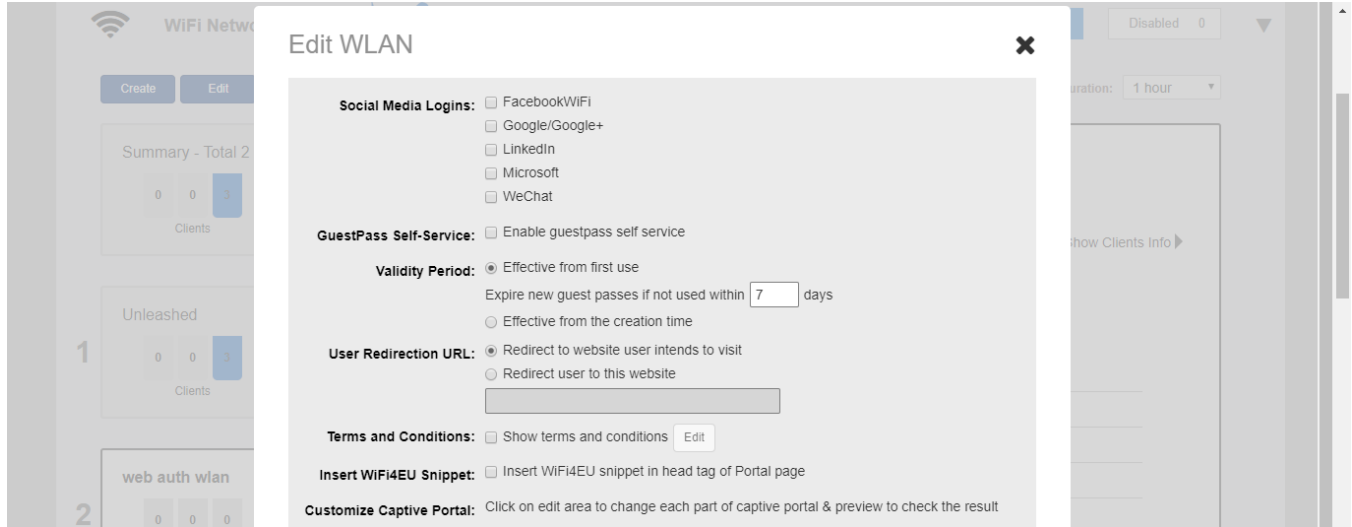 WiFi Netwo
Disabled 0
Edit WLAN
Create Edit
uration: 1 hour
Social Media Logins: FacebookWiFi
Google/Google+
LinkedIn
Microsoft
WeChat
Summary - Total 2
0 0 3
Clients
GuestPass Self-Service: Enable guestpass self service
Show Clients Info
Validity Period: Effective from first use
Expire new guest passes if not used within 7 days
Effective from the creation time
Unleashed
1
0 0 3
Clients
User Redirection URL: Redirect to website user intends to visit
Redirect user to this website
Terms and Conditions: Show terms and conditions Edit
Insert WiFi4EU Snippet: Insert WiFi4EU snippet in head tag of Portal page
web auth wlan
2
0 0 0
Customize Captive Portal: Click on edit area to change each part of captive portal & preview to check the result